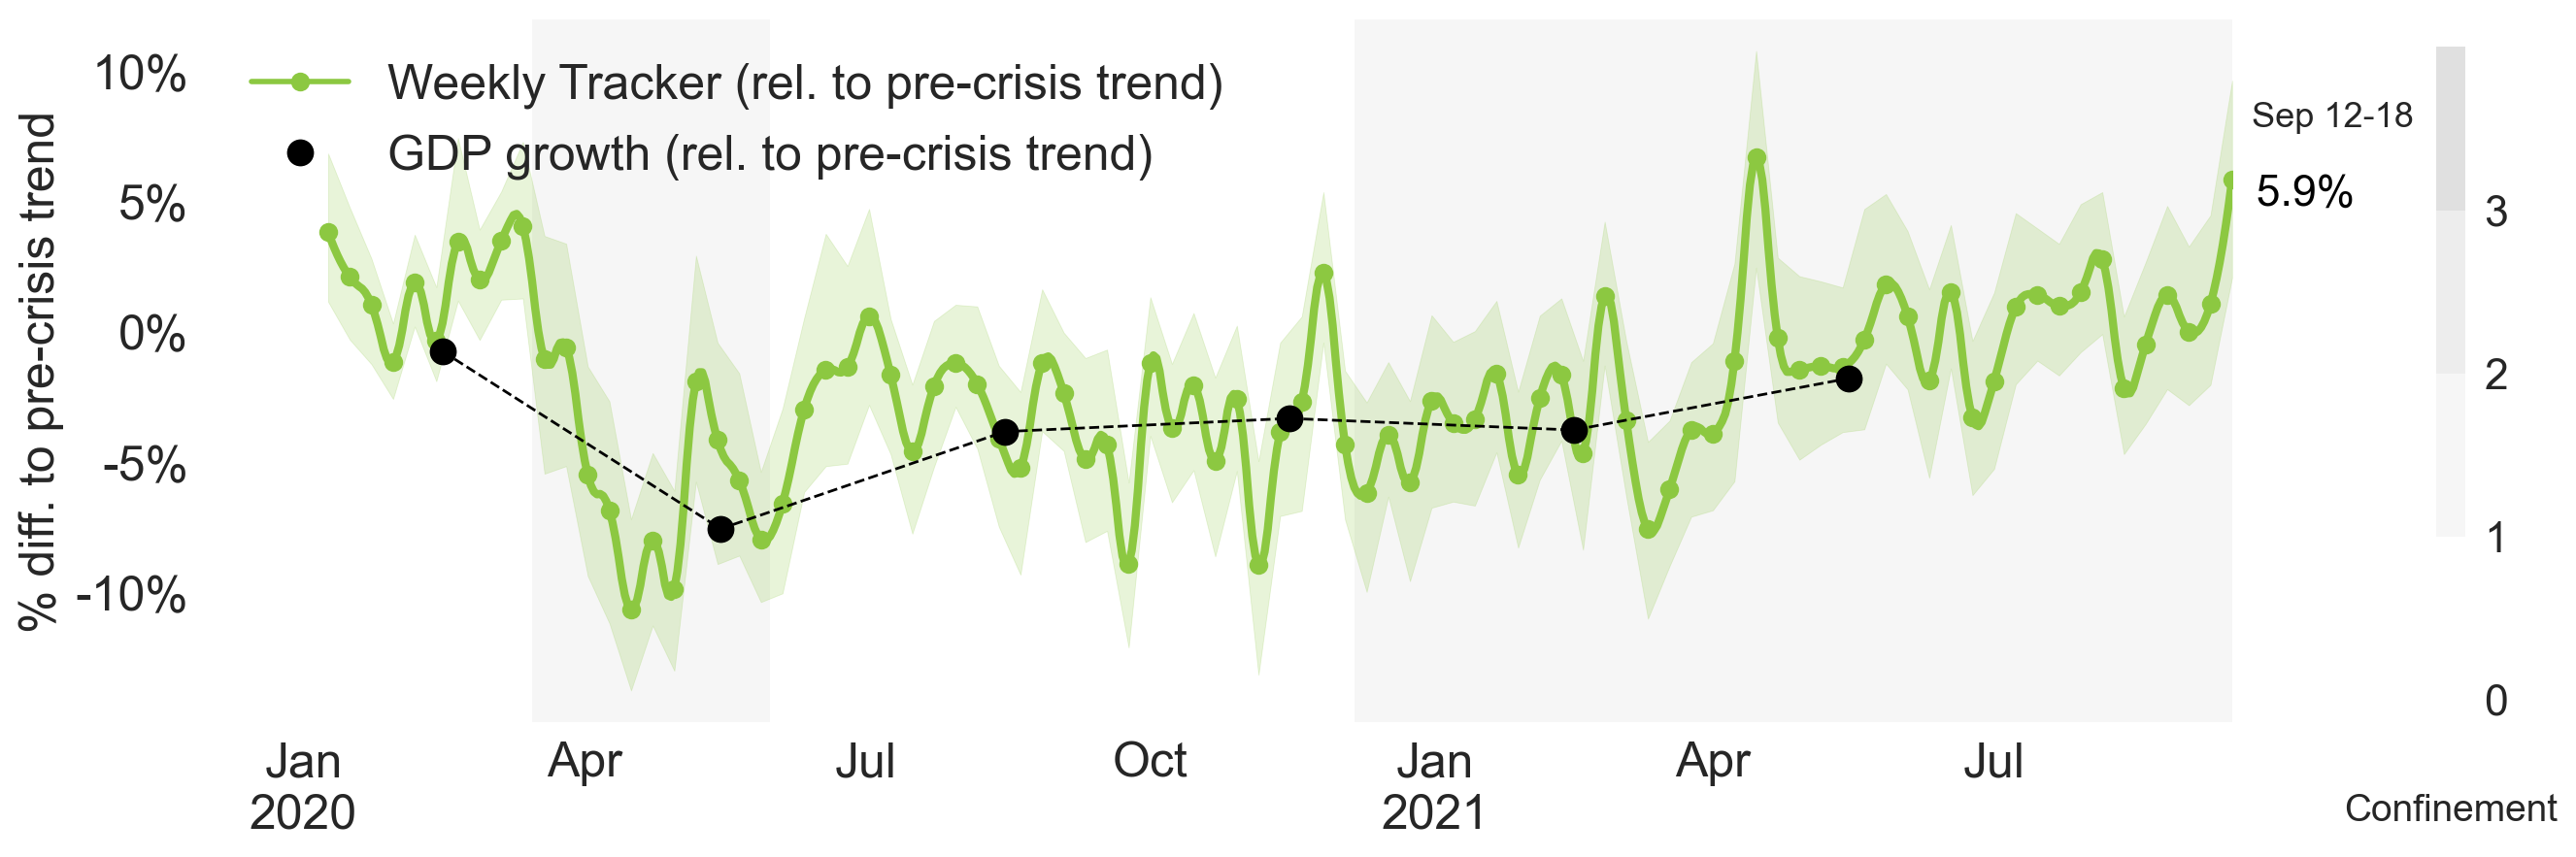 Weekly Tracker (rel. to pre-crisis trend)
GDP growth (rel. to pre-crisis trend)
% diff. to pre-crisis trend
10%
5%
0%
-5%
-10%
Jan
2020
Apr
Jul
Oct
Jan
2021
Apr
Jul
Sep 12-18
5.9%
3
2
1
0
Confinement